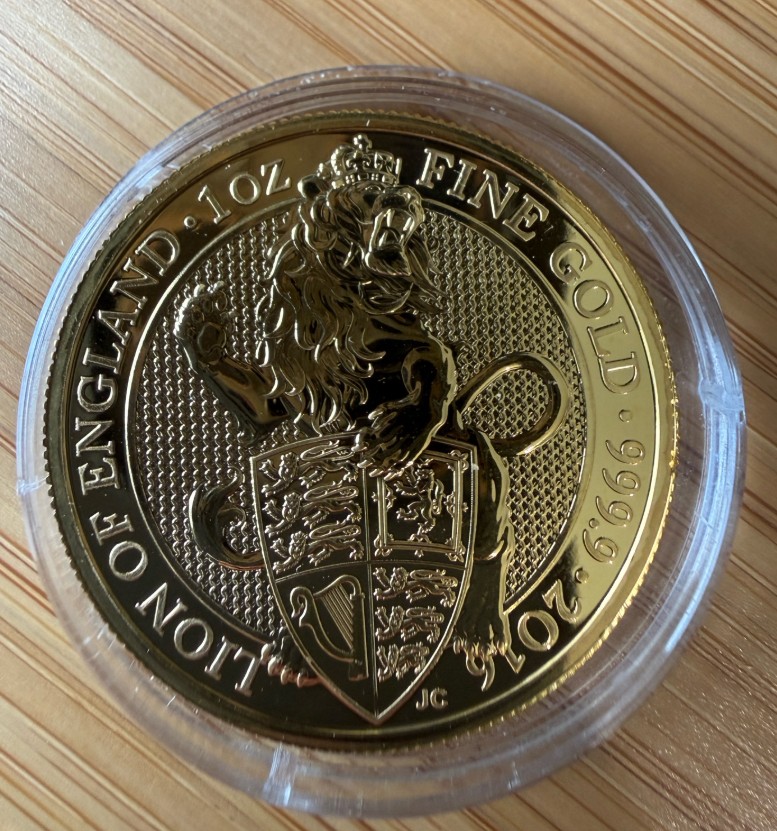 LION OF ENGLAND · 1OZ FINE GOLD · 999.9 · 2016
JC